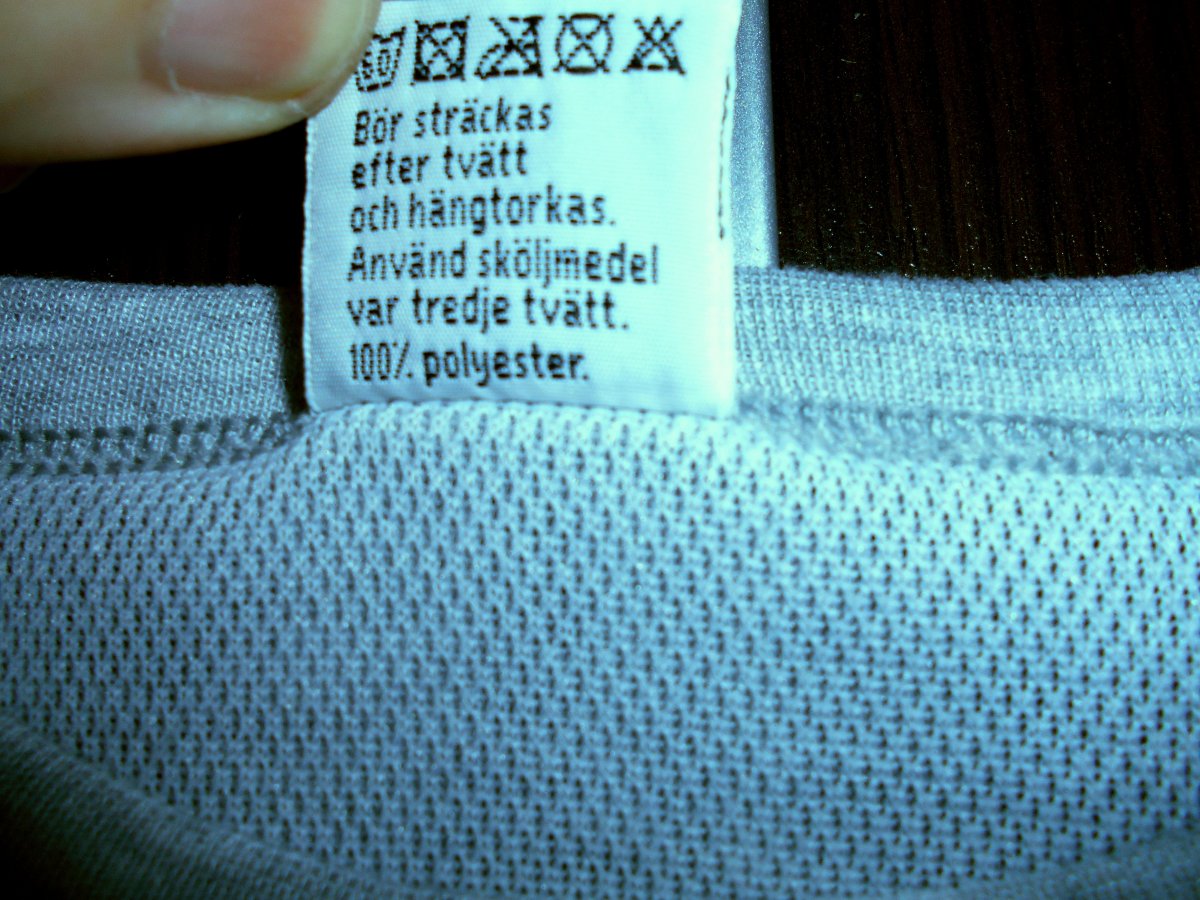 Bör sträckas
efter tvätt
och hängtorkas.
Använd sköljmedel
var tredje tvätt.
100% polyester.